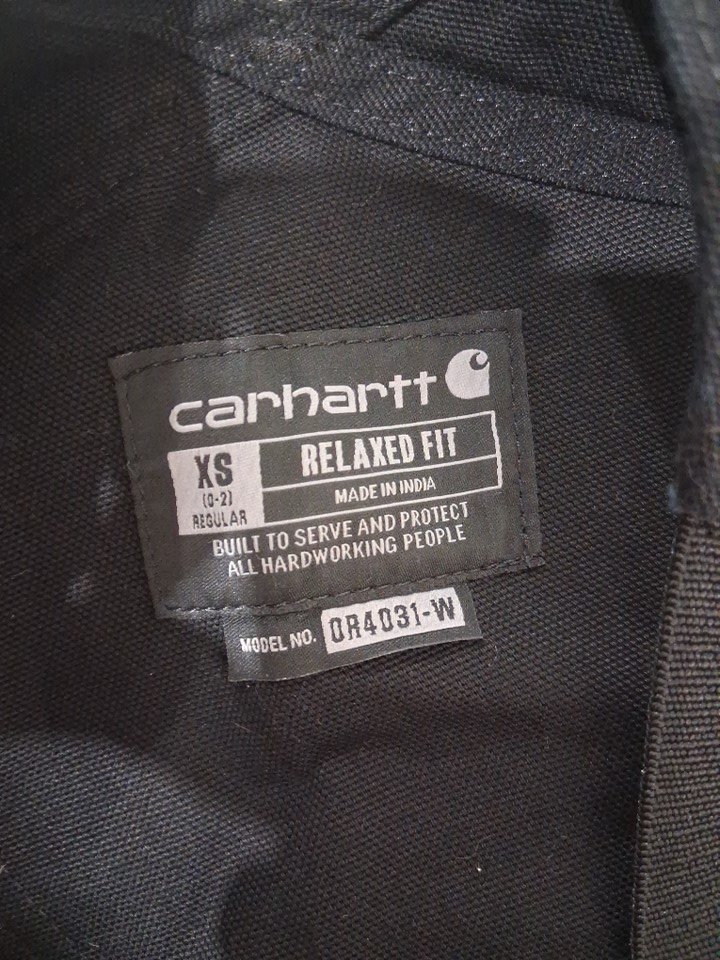 carhartt
XS
(0-2)
REGULAR
RELAXED FIT
MADE IN INDIA
BUILT TO SERVE AND PROTECT
ALL HARDWORKING PEOPLE
MODEL NO. OR4031-W